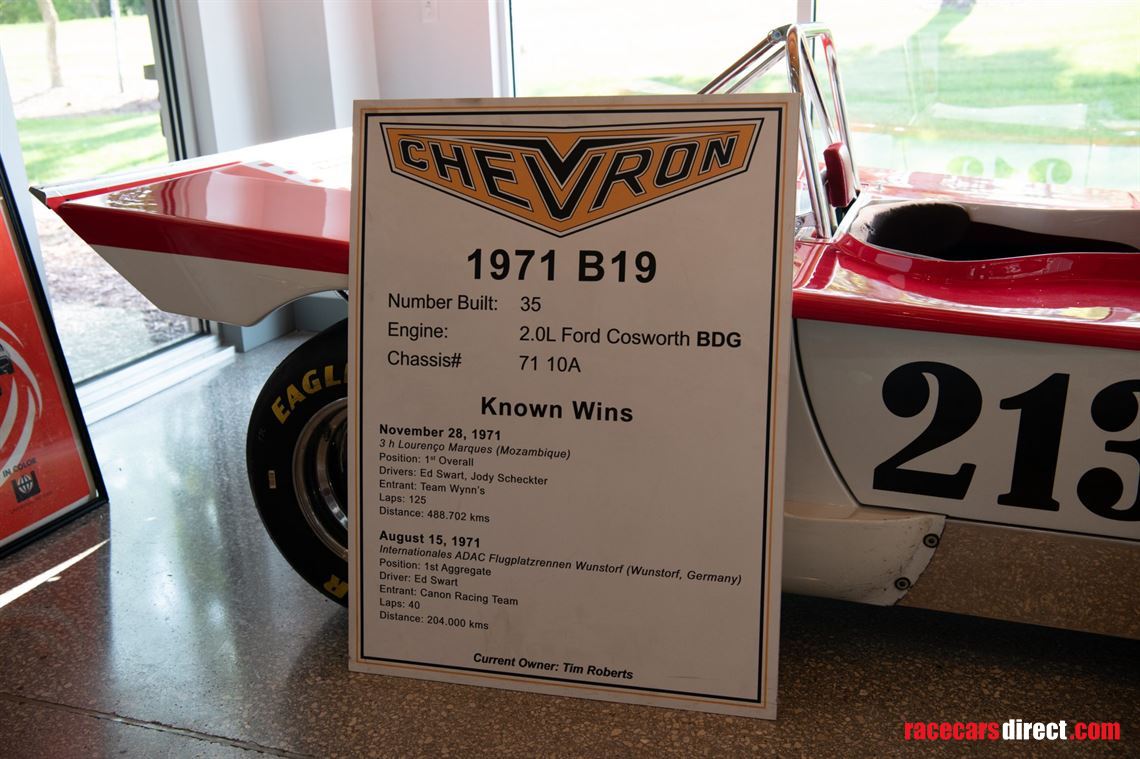 CHEVRON
1971 B19
Number Built: 35
Engine: 2.0L Ford Cosworth BDG
Chassis# 71 10A
Known Wins
November 28, 1971
3 h Lourenço Marques (Mozambique)
Position: 1st Overall
Drivers: Ed Swart, Jody Scheckter
Entrant: Team Wynn's
Laps: 125
Distance: 488.702 kms
August 15, 1971
Internationales ADAC Flugplatzrennen Wunstorf (Wunstorf, Germany)
Position: 1st Aggregate
Driver: Ed Swart
Entrant: Canon Racing Team
Laps: 40
Distance: 204.000 kms
Current Owner: Tim Roberts
EAGL
213
IN COLOR
racecarsdirect.com